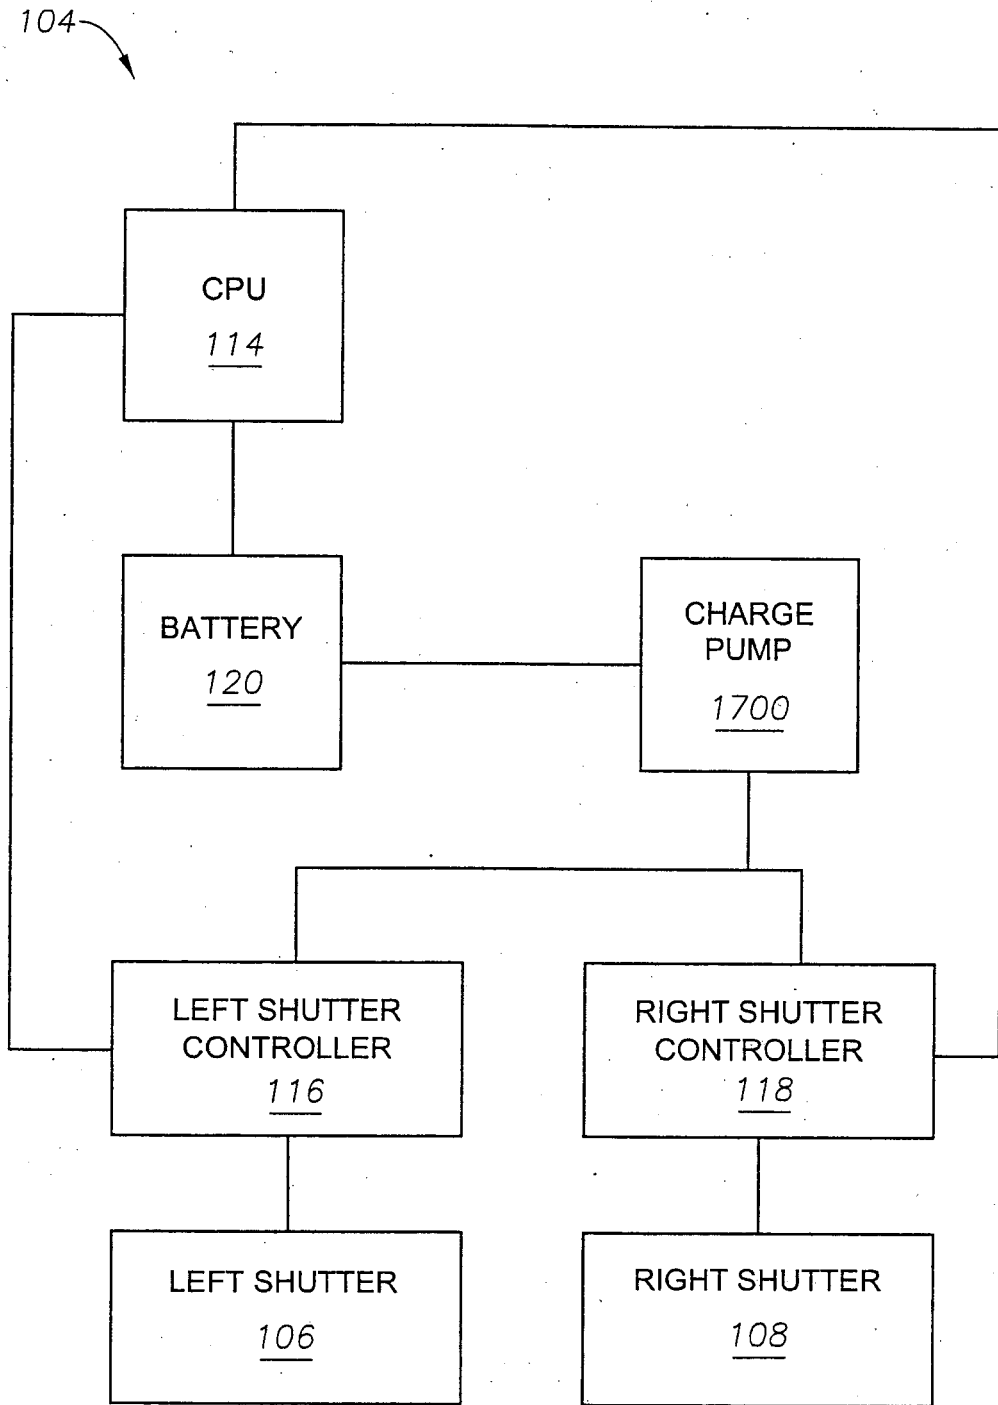 104
CPU
114
BATTERY
120
CHARGE
PUMP
1700
LEFT SHUTTER
CONTROLLER
116
RIGHT SHUTTER
CONTROLLER
118
LEFT SHUTTER
106
RIGHT SHUTTER
108